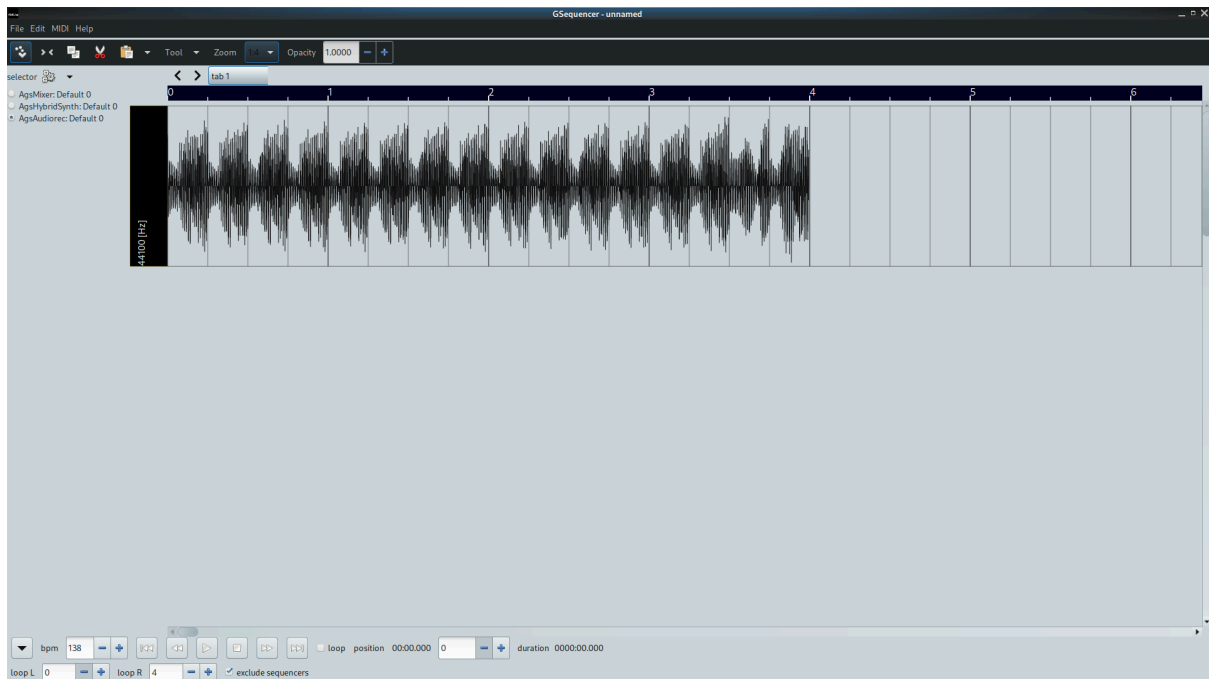 GSequencer - unnamed
File Edit MIDI Help
Tool Zoom 1:4 Opacity 1.0000
selector tab 1
AgsMixer: Default 0
AgsHybridSynth: Default 0
AgsAudiorec: Default 0
0 1 2 3 4 5 6
44100 [Hz]
bpm 138 loop position 00:00.000 0 duration 0000:00.000
loop L 0 loop R 4 exclude sequencers